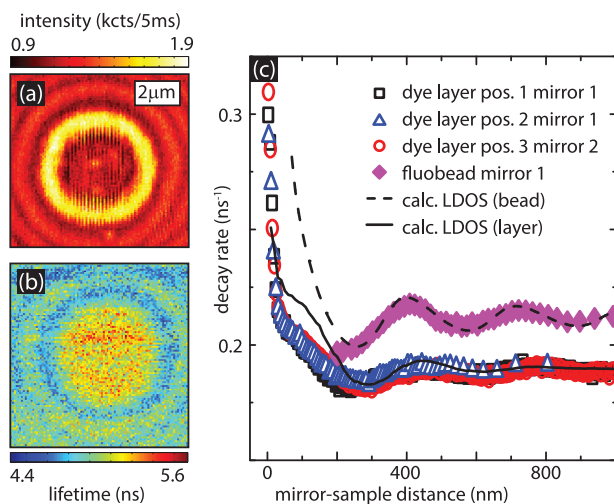 intensity (kcts/5ms)
0.9 1.9
(a)
2μm
(b)
4.4 5.6
lifetime (ns)
(c)
dye layer pos. 1 mirror 1
dye layer pos. 2 mirror 1
dye layer pos. 3 mirror 2
fluobead mirror 1
calc. LDOS (bead)
calc. LDOS (layer)
0.3
0.2
decay rate (ns⁻¹)
0 400 800
mirror-sample distance (nm)